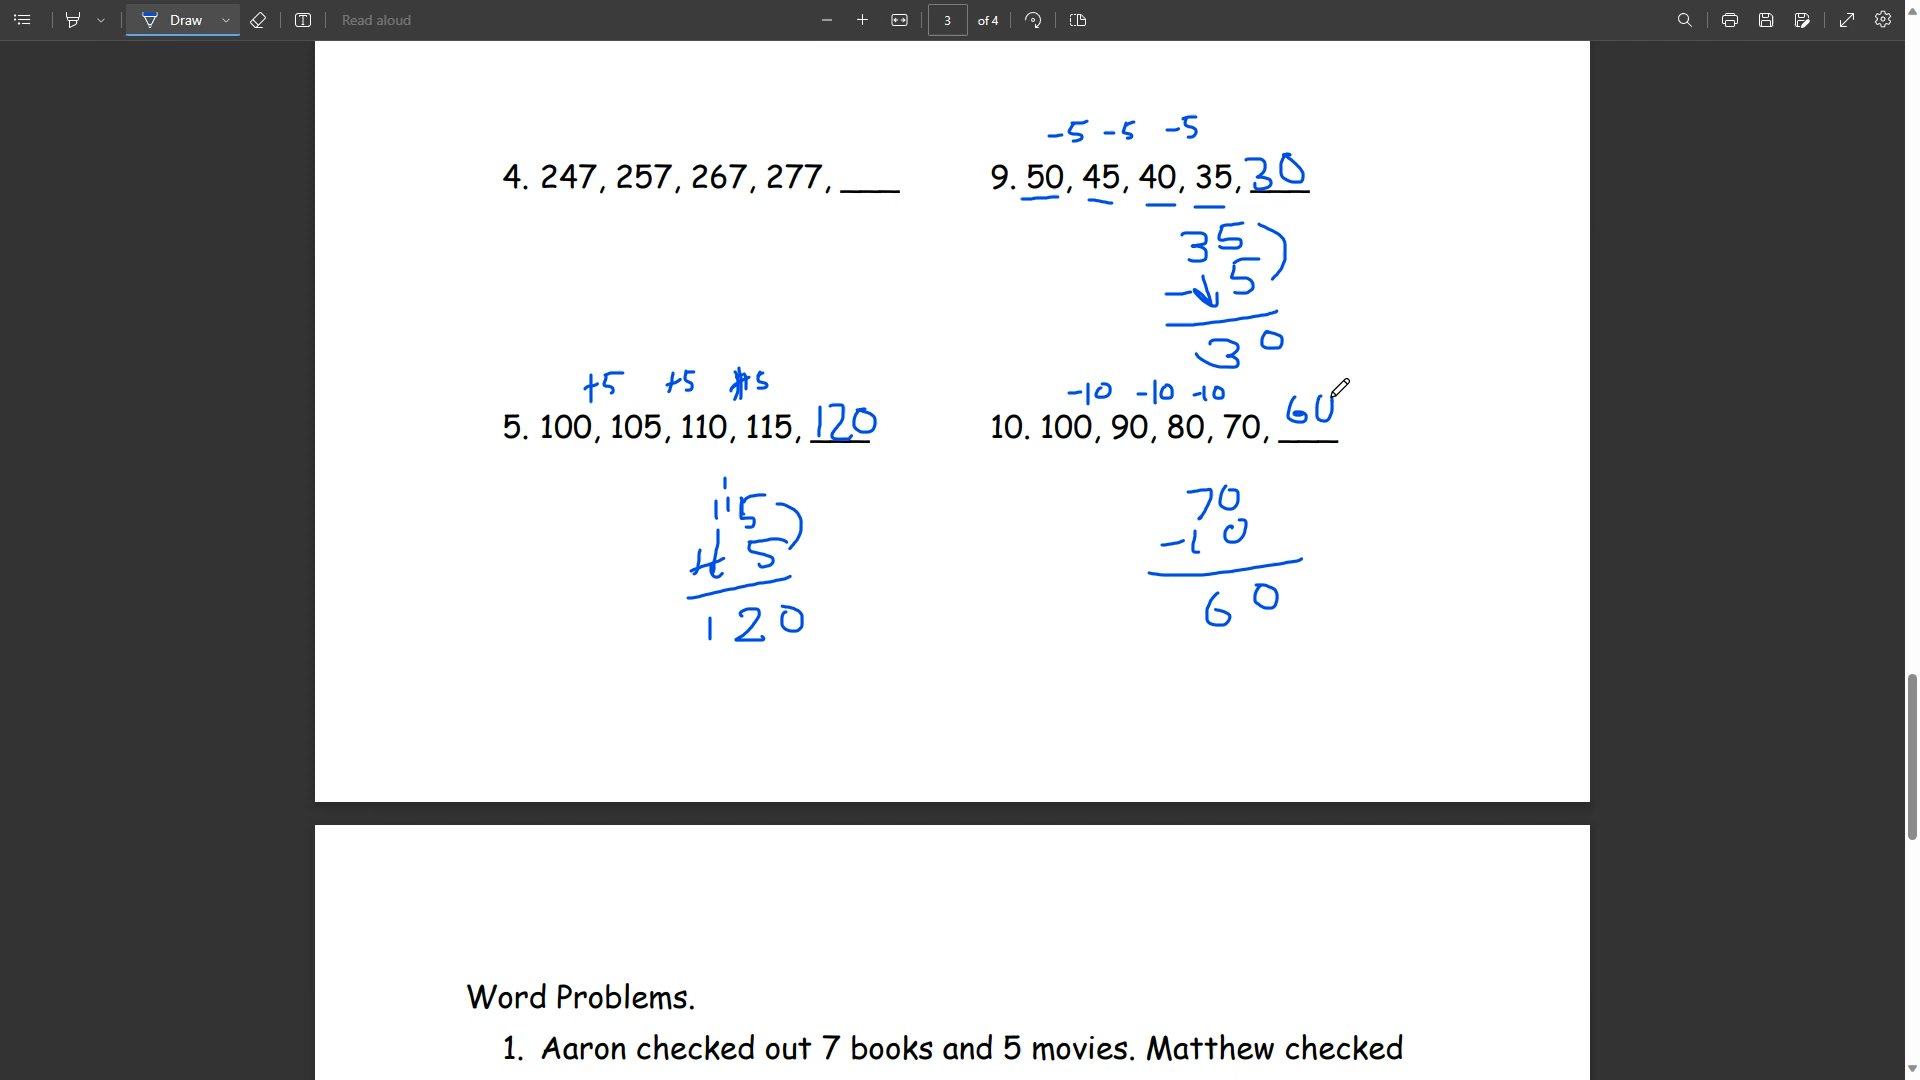 Draw
Read aloud
3 of 4
-5 -5 -5
4. 247, 257, 267, 277, ____
9. 50, 45, 40, 35, 30
35
- 5
30
+5 +5 +5
5. 100, 105, 110, 115, 120
1
115
+ 5
120
-10 -10 -10
10. 100, 90, 80, 70, 60
70
-10
60
Word Problems.
1. Aaron checked out 7 books and 5 movies. Matthew checked